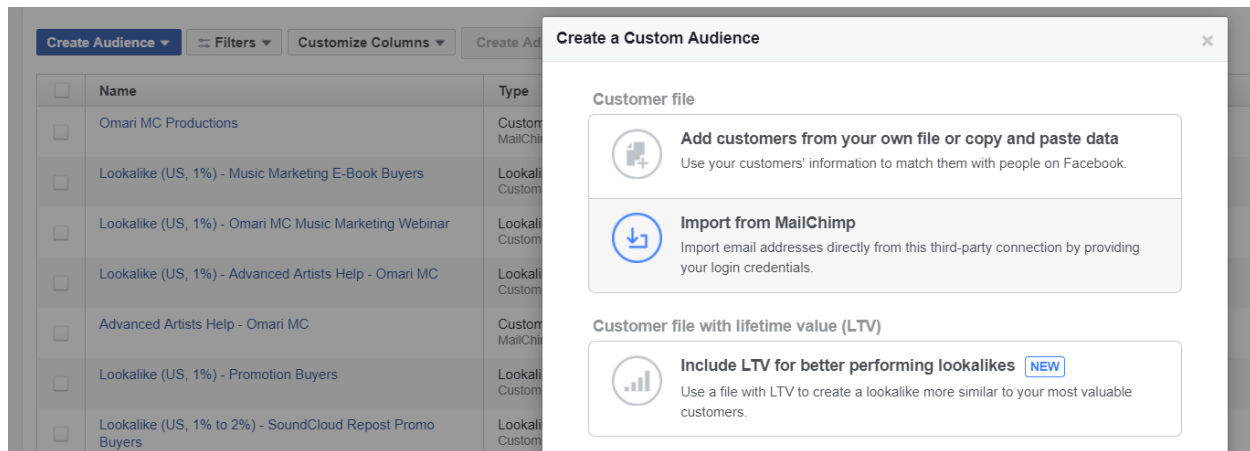 Create Audience
Filters
Customize Columns
Create Ad
Name
Type
Omari MC Productions
Custom
MailChi
Lookalike (US, 1%) - Music Marketing E-Book Buyers
Lookali
Custom
Lookalike (US, 1%) - Omari MC Music Marketing Webinar
Lookali
Custom
Lookalike (US, 1%) - Advanced Artists Help - Omari MC
Lookali
Custom
Advanced Artists Help - Omari MC
Custom
MailChi
Lookalike (US, 1%) - Promotion Buyers
Lookali
Custom
Lookalike (US, 1% to 2%) - SoundCloud Repost Promo
Buyers
Lookali
Custom
Create a Custom Audience
Customer file
Add customers from your own file or copy and paste data
Use your customers' information to match them with people on Facebook.
Import from MailChimp
Import email addresses directly from this third-party connection by providing
your login credentials.
Customer file with lifetime value (LTV)
Include LTV for better performing lookalikes NEW
Use a file with LTV to create a lookalike more similar to your most valuable
customers.